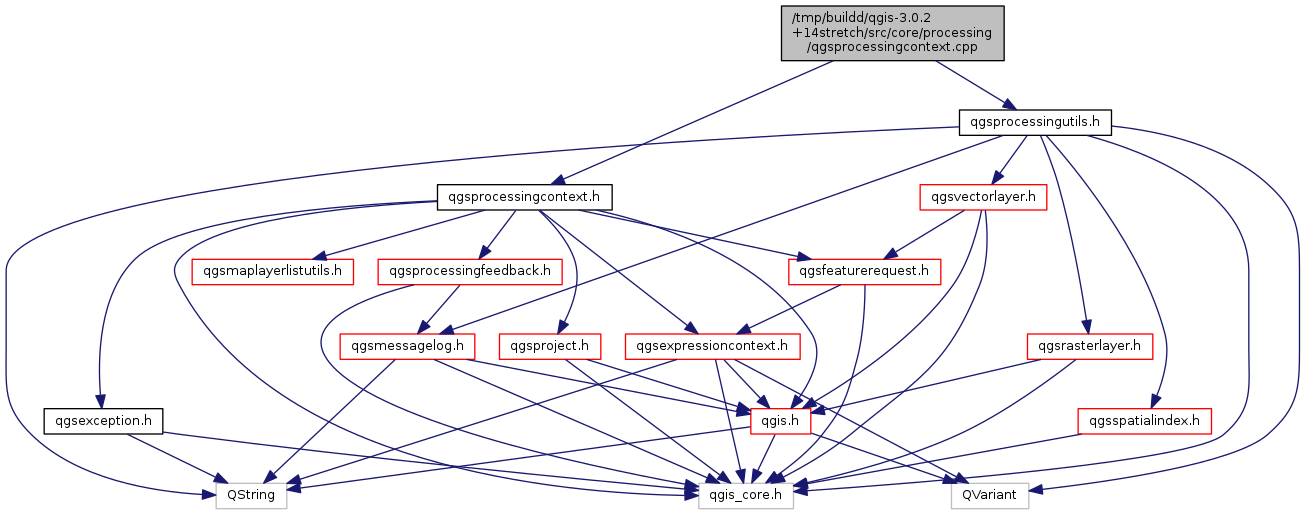 /tmp/buildd/qgis-3.0.2
+14stretch/src/core/processing
/qgsprocessingcontext.cpp
qgsprocessingutils.h
qgsprocessingcontext.h
qgsvectorlayer.h
qgsmaplayerlistutils.h
qgsprocessingfeedback.h
qgsfeaturerequest.h
qgsmessagelog.h
qgsproject.h
qgsexpressioncontext.h
qgsrasterlayer.h
qgsexception.h
qgis.h
qgsspatialindex.h
QString
qgis_core.h
QVariant